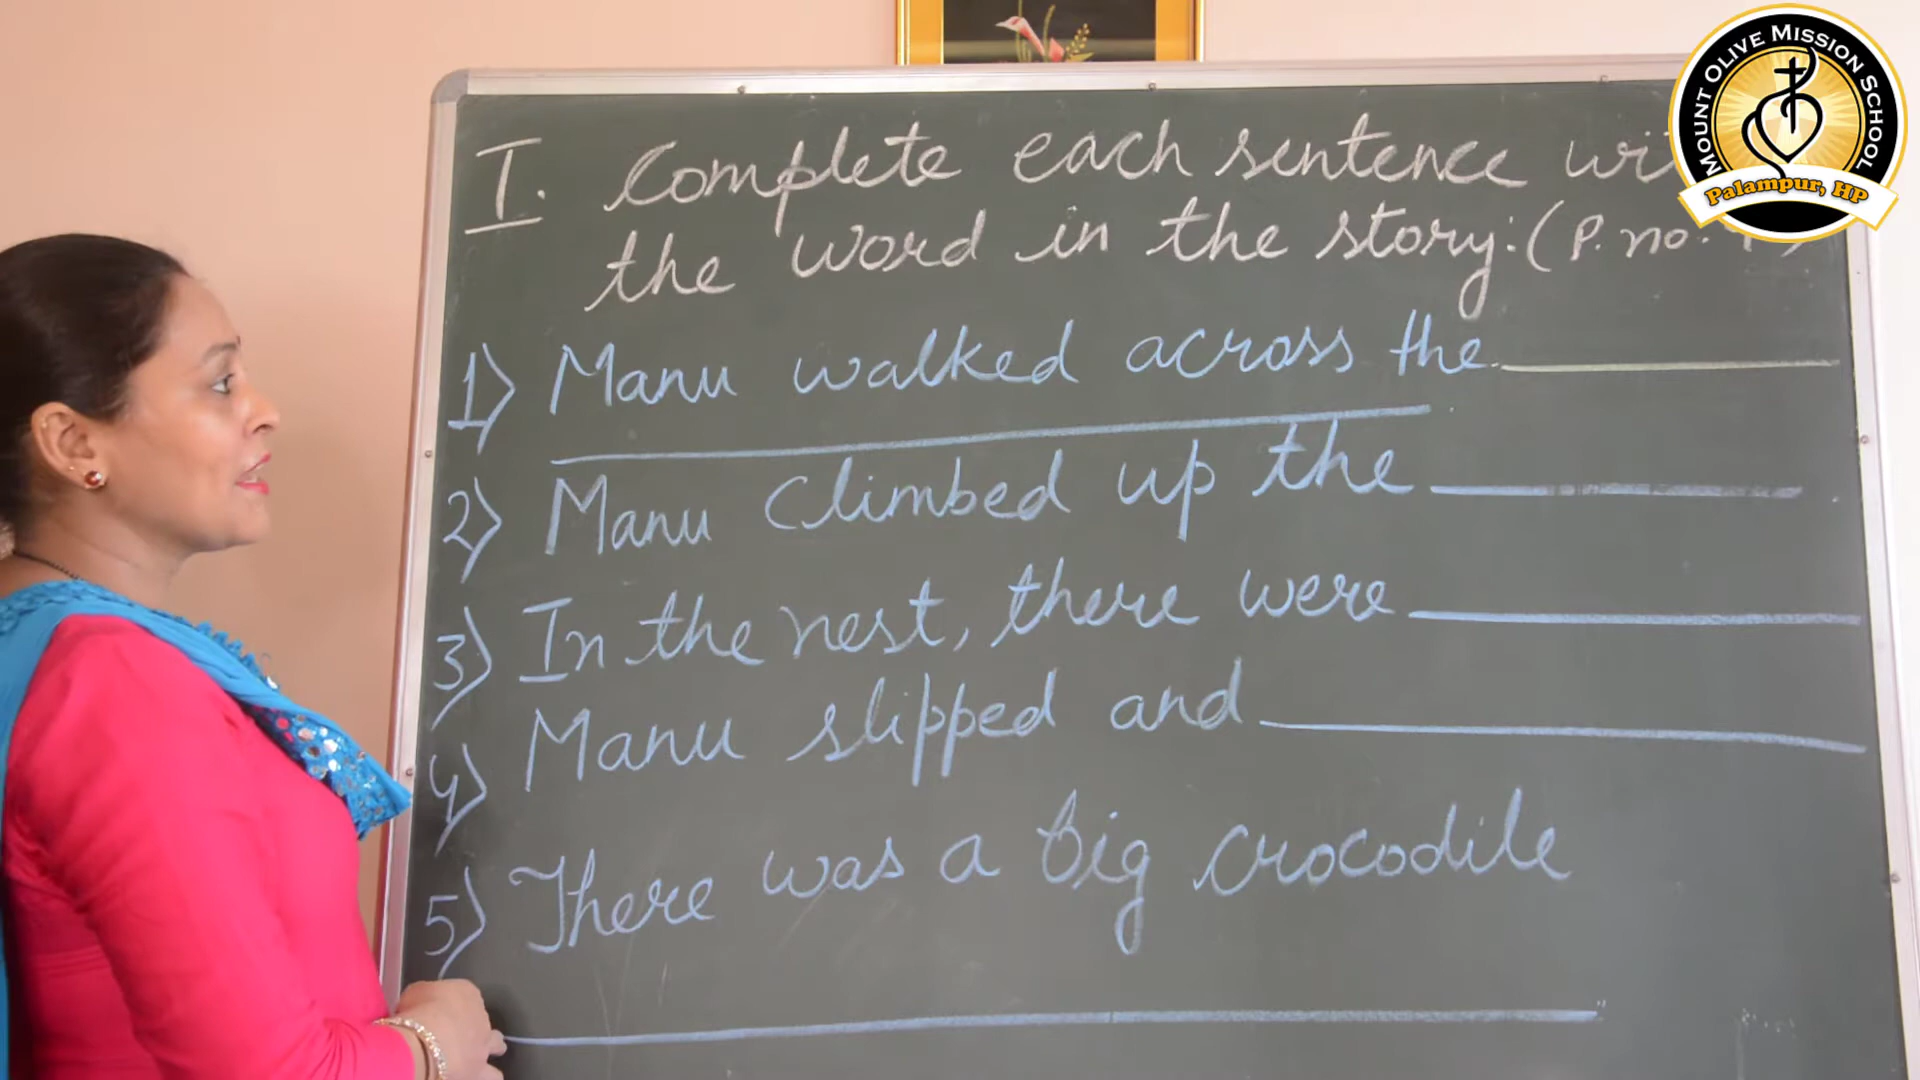 MOUNT OLIVE MISSION SCHOOL
Palampur, HP
I. Complete each sentence
the word in the story: (P. no.
1) Manu walked across the
2) Manu climbed up the
3) In the nest, there were
4) Manu slipped and
5) There was a big crocodile